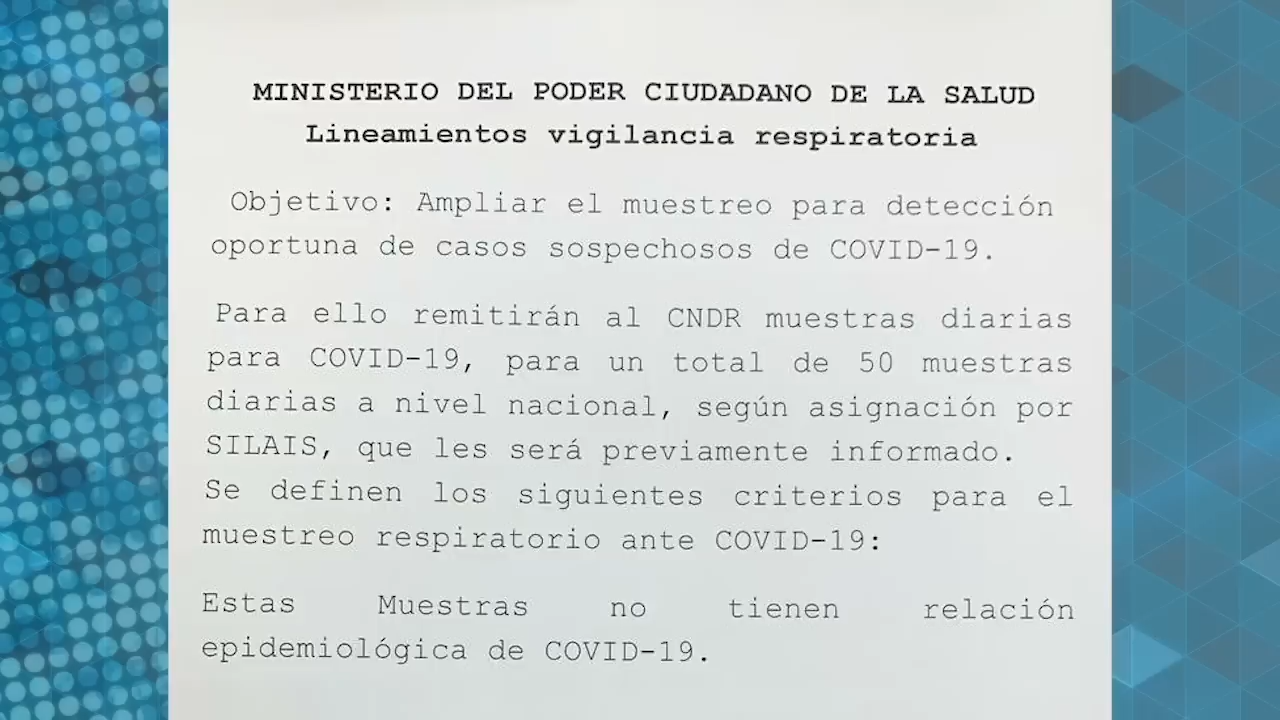 MINISTERIO DEL PODER CIUDADANO DE LA SALUD
Lineamientos vigilancia respiratoria
Objetivo: Ampliar el muestreo para detección
oportuna de casos sospechosos de COVID-19.
Para ello remitirán al CNDR muestras diarias
para COVID-19, para un total de 50 muestras
diarias a nivel nacional, según asignación por
SILAIS, que les será previamente informado.
Se definen los siguientes criterios para el
muestreo respiratorio ante COVID-19:
Estas Muestras no tienen relación
epidemiológica de COVID-19.